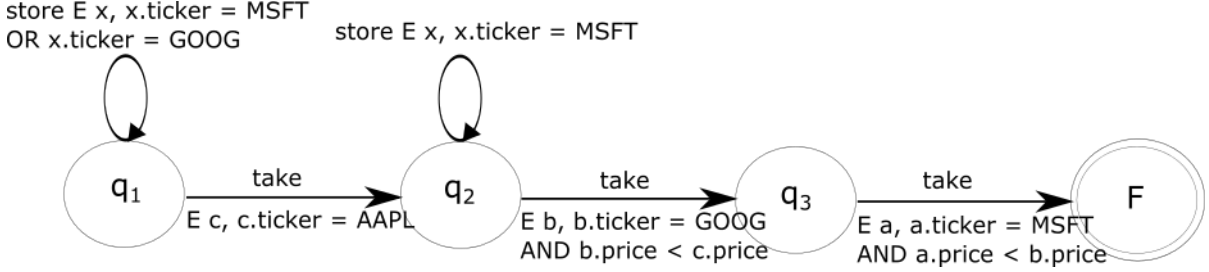 store E x, x.ticker = MSFT
OR x.ticker = GOOG
store E x, x.ticker = MSFT
q1
take
E c, c.ticker = AAPL
q2
take
E b, b.ticker = GOOG
AND b.price < c.price
q3
take
E a, a.ticker = MSFT
AND a.price < b.price
F